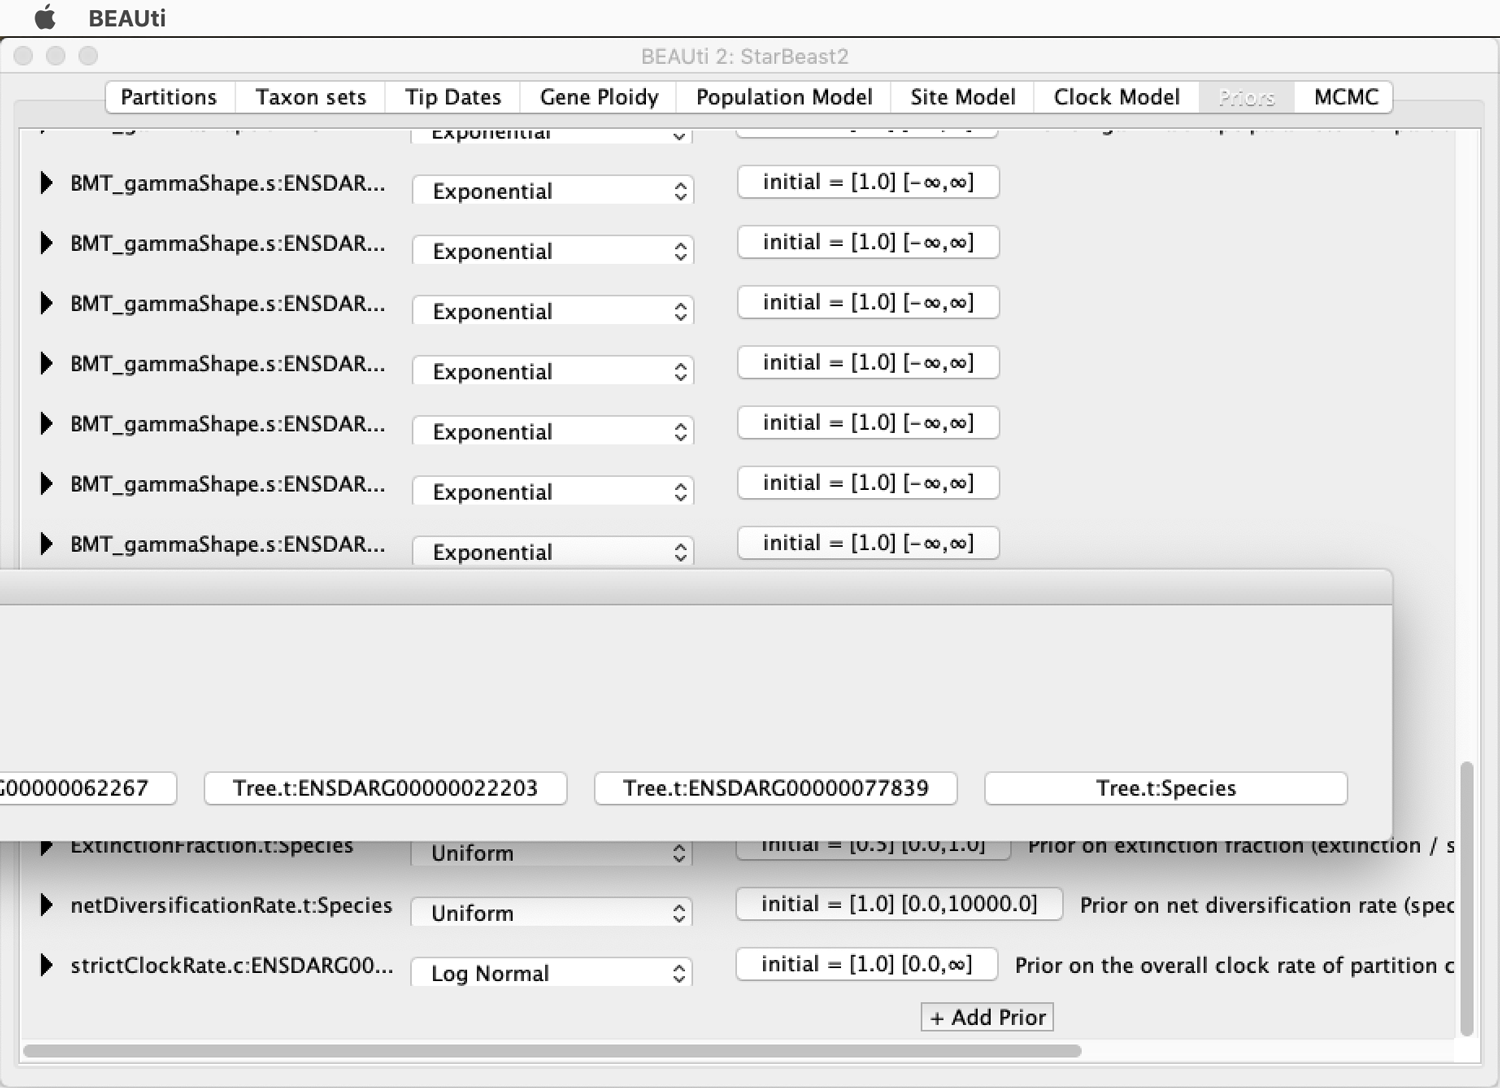 BEAUti
BEAUti 2: StarBeast2
Partitions Taxon sets Tip Dates Gene Ploidy Population Model Site Model Clock Model Priors MCMC
Exponential
BMT_gammaShape.s:ENSDAR... Exponential initial = [1.0] [-∞,∞]
BMT_gammaShape.s:ENSDAR... Exponential initial = [1.0] [-∞,∞]
BMT_gammaShape.s:ENSDAR... Exponential initial = [1.0] [-∞,∞]
BMT_gammaShape.s:ENSDAR... Exponential initial = [1.0] [-∞,∞]
BMT_gammaShape.s:ENSDAR... Exponential initial = [1.0] [-∞,∞]
BMT_gammaShape.s:ENSDAR... Exponential initial = [1.0] [-∞,∞]
BMT_gammaShape.s:ENSDAR... Exponential initial = [1.0] [-∞,∞]
G00000062267 Tree.t:ENSDARG00000022203 Tree.t:ENSDARG00000077839 Tree.t:Species
ExtinctionFraction.t:Species Uniform initial = [0.5] [0.0,1.0] Prior on extinction fraction (extinction / s
netDiversificationRate.t:Species Uniform initial = [1.0] [0.0,10000.0] Prior on net diversification rate (spec
strictClockRate.c:ENSDARG00... Log Normal initial = [1.0] [0.0,∞] Prior on the overall clock rate of partition c
+ Add Prior